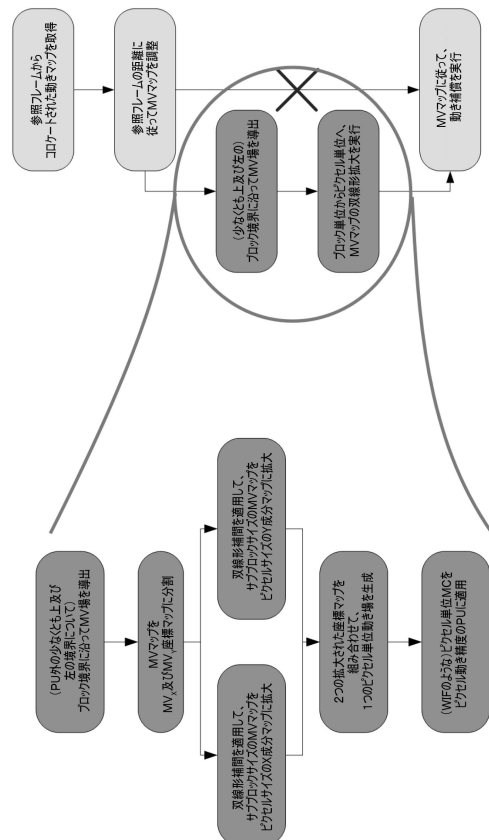 参照フレームから
コロケートされた動きマップを取得
参照フレームの距離に
従ってMVマップを調整
(少なくとも上及び左の)
ブロック境界に沿ってMV場を導出
ブロック単位からピクセル単位へ、
MVマップの双線形拡大を実行
MVマップに従って、
動き補償を実行
(PU外の少なくとも上及び
左の境界について)
ブロック境界に沿ってMV場を導出
MVマップを
MVX及びMVY座標マップに分割
双線形補間を適用して、
サブブロックサイズのMVマップを
ピクセルサイズのX成分マップに拡大
双線形補間を適用して、
サブブロックサイズのMVマップを
ピクセルサイズのY成分マップに拡大
2つの拡大された座標マップを
組み合わせて、
1つのピクセル単位動き場を生成
(WIFのような)ピクセル単位MCを
ピクセル動き精度のPUに適用